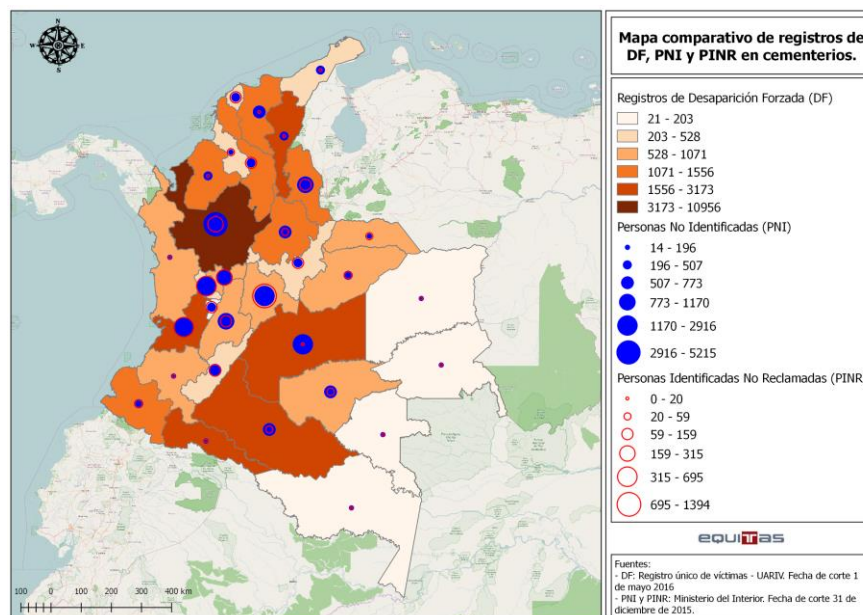 Mapa comparativo de registros de
DF, PNI y PINR en cementerios.
N
W
E
S
Registros de Desaparición Forzada (DF)
21 - 203
203 - 528
528 - 1071
1071 - 1556
1556 - 3173
3173 - 10956
Personas No Identificadas (PNI)
14 - 196
196 - 507
507 - 773
773 - 1170
1170 - 2916
2916 - 5215
Personas Identificadas No Reclamadas (PINR
0 - 20
20 - 59
59 - 159
159 - 315
315 - 695
695 - 1394
equitas
Fuentes:
- DF: Registro único de víctimas - UARIV. Fecha de corte 1
de mayo 2016
- PNI y PINR: Ministerio del Interior. Fecha de corte 31 de
diciembre de 2015.
100 0 100 200 300 400 km